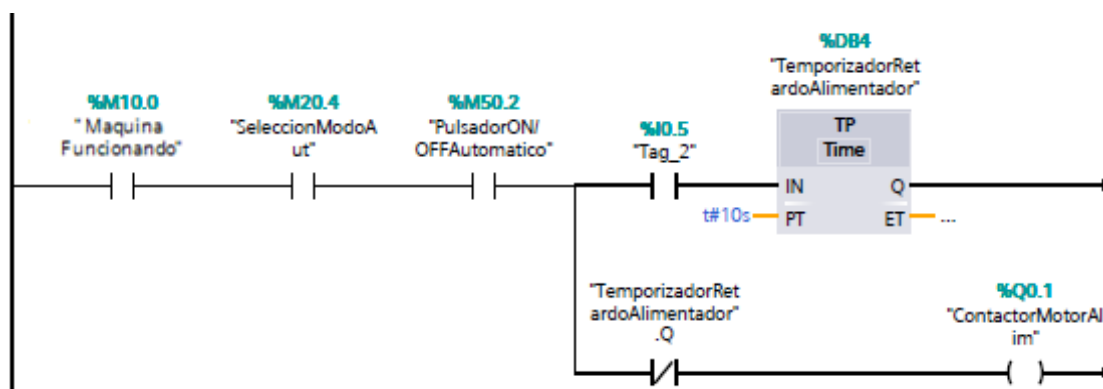 %DB4
"TemporizadorRet
ardoAlimentador"
%M10.0
"Maquina
Funcionando"
%M20.4
"SeleccionModoA
ut"
%M50.2
"PulsadorON/
OFFAutomatico"
%I0.5
"Tag_2"
TP
Time
IN
Q
t#10s
PT
ET
...
"TemporizadorRet
ardoAlimentador"
.Q
%Q0.1
"ContactorMotorAl
im"